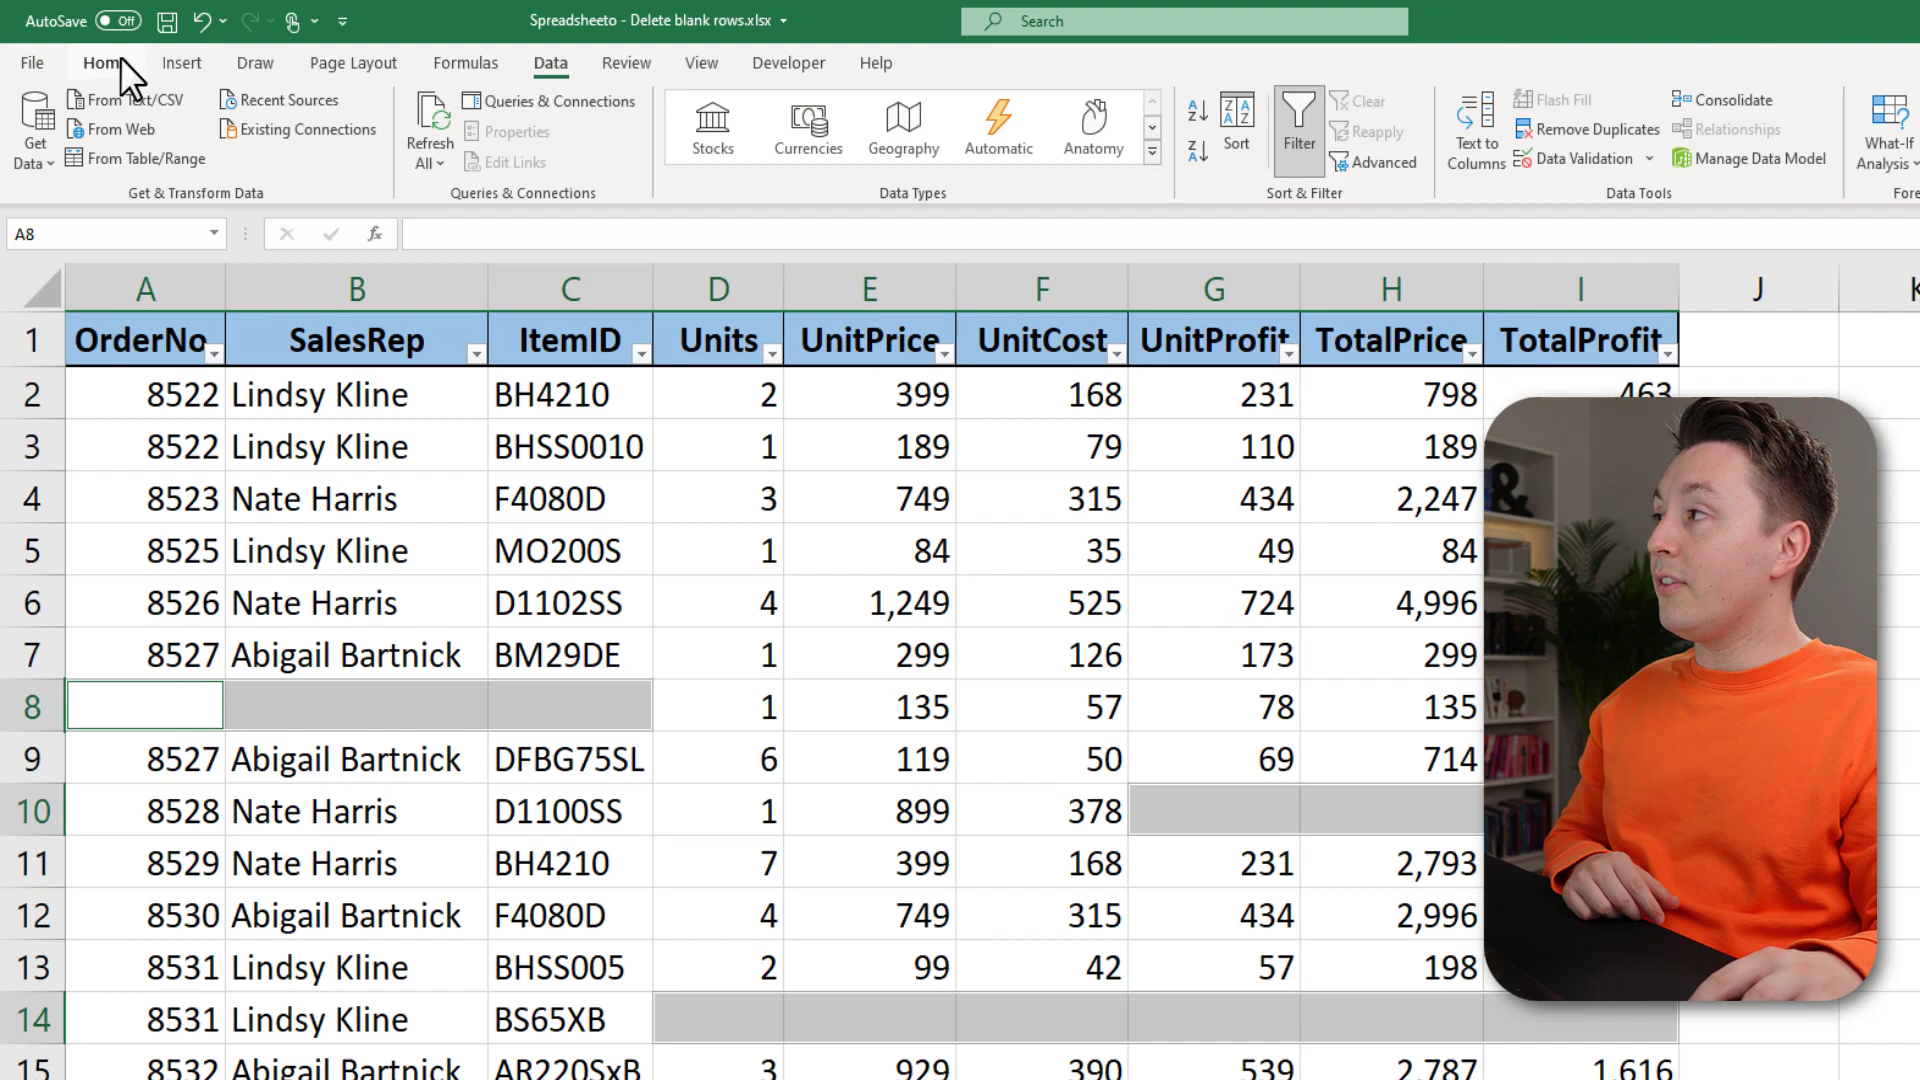 AutoSave Off
Spreadsheeto - Delete blank rows.xlsx
Search
File Home Insert Draw Page Layout Formulas Data Review View Developer Help
Get Data
From Text/CSV
From Web
From Table/Range
Recent Sources
Existing Connections
Get & Transform Data
Refresh All
Queries & Connections
Properties
Edit Links
Queries & Connections
Stocks Currencies Geography Automatic Anatomy
Data Types
Sort
Filter
Clear
Reapply
Advanced
Sort & Filter
Text to Columns
Flash Fill
Remove Duplicates
Data Validation
Consolidate
Relationships
Manage Data Model
Data Tools
What-If Analysis
Fore
A8
fx
A B C D E F G H I J K
1 OrderNo SalesRep ItemID Units UnitPrice UnitCost UnitProfit TotalPrice TotalProfit
2 8522 Lindsy Kline BH4210 2 399 168 231 798 463
3 8522 Lindsy Kline BHSS0010 1 189 79 110 189
4 8523 Nate Harris F4080D 3 749 315 434 2,247
5 8525 Lindsy Kline MO200S 1 84 35 49 84
6 8526 Nate Harris D1102SS 4 1,249 525 724 4,996
7 8527 Abigail Bartnick BM29DE 1 299 126 173 299
8 1 135 57 78 135
9 8527 Abigail Bartnick DFBG75SL 6 119 50 69 714
10 8528 Nate Harris D1100SS 1 899 378
11 8529 Nate Harris BH4210 7 399 168 231 2,793
12 8530 Abigail Bartnick F4080D 4 749 315 434 2,996
13 8531 Lindsy Kline BHSS005 2 99 42 57 198
14 8531 Lindsy Kline BS65XB
15 8532 Abigail Bartnick AR220SxB 3 929 390 539 2,787 1,616